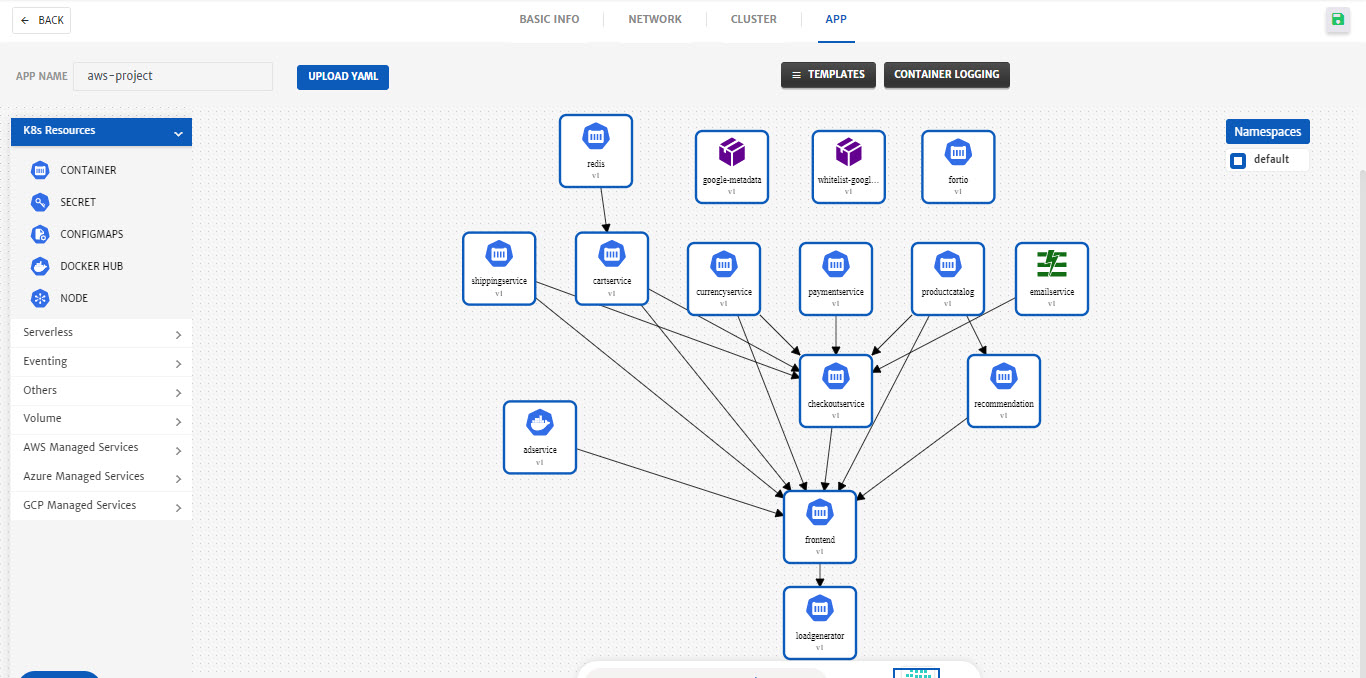 BACK
BASIC INFO
NETWORK
CLUSTER
APP
APP NAME
aws-project
UPLOAD YAML
TEMPLATES
CONTAINER LOGGING
K8s Resources
CONTAINER
SECRET
CONFIGMAPS
DOCKER HUB
NODE
Serverless
Eventing
Others
Volume
AWS Managed Services
Azure Managed Services
GCP Managed Services
Namespaces
default
redis
v1
google-metadata
v1
whitelist-googl...
v1
fortio
v1
shippingservice
v1
cartservice
v1
currencyservice
v1
paymentservice
v1
productcatalog
v1
emailservice
v1
checkoutservice
v1
recommendation
v1
adservice
v1
frontend
v1
loadgenerator
v1